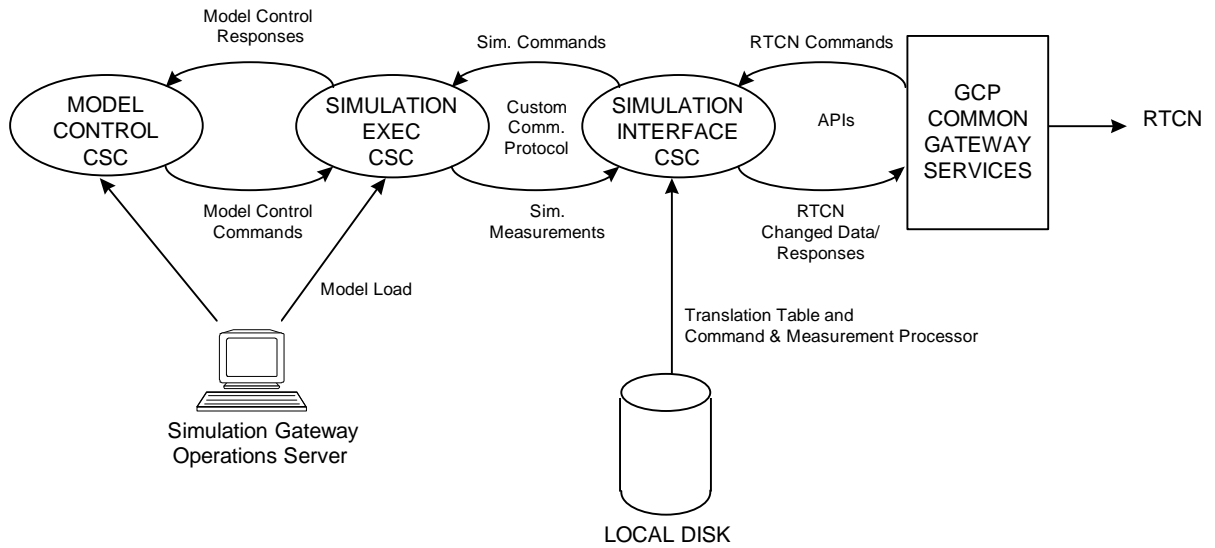 Model Control
Responses
Sim. Commands
RTCN Commands
MODEL
CONTROL
CSC
SIMULATION
EXEC
CSC
Custom
Comm.
Protocol
SIMULATION
INTERFACE
CSC
APIs
GCP
COMMON
GATEWAY
SERVICES
RTCN
Model Control
Commands
Sim.
Measurements
RTCN
Changed Data/
Responses
Model Load
Translation Table and
Command & Measurement Processor
Simulation Gateway
Operations Server
LOCAL DISK